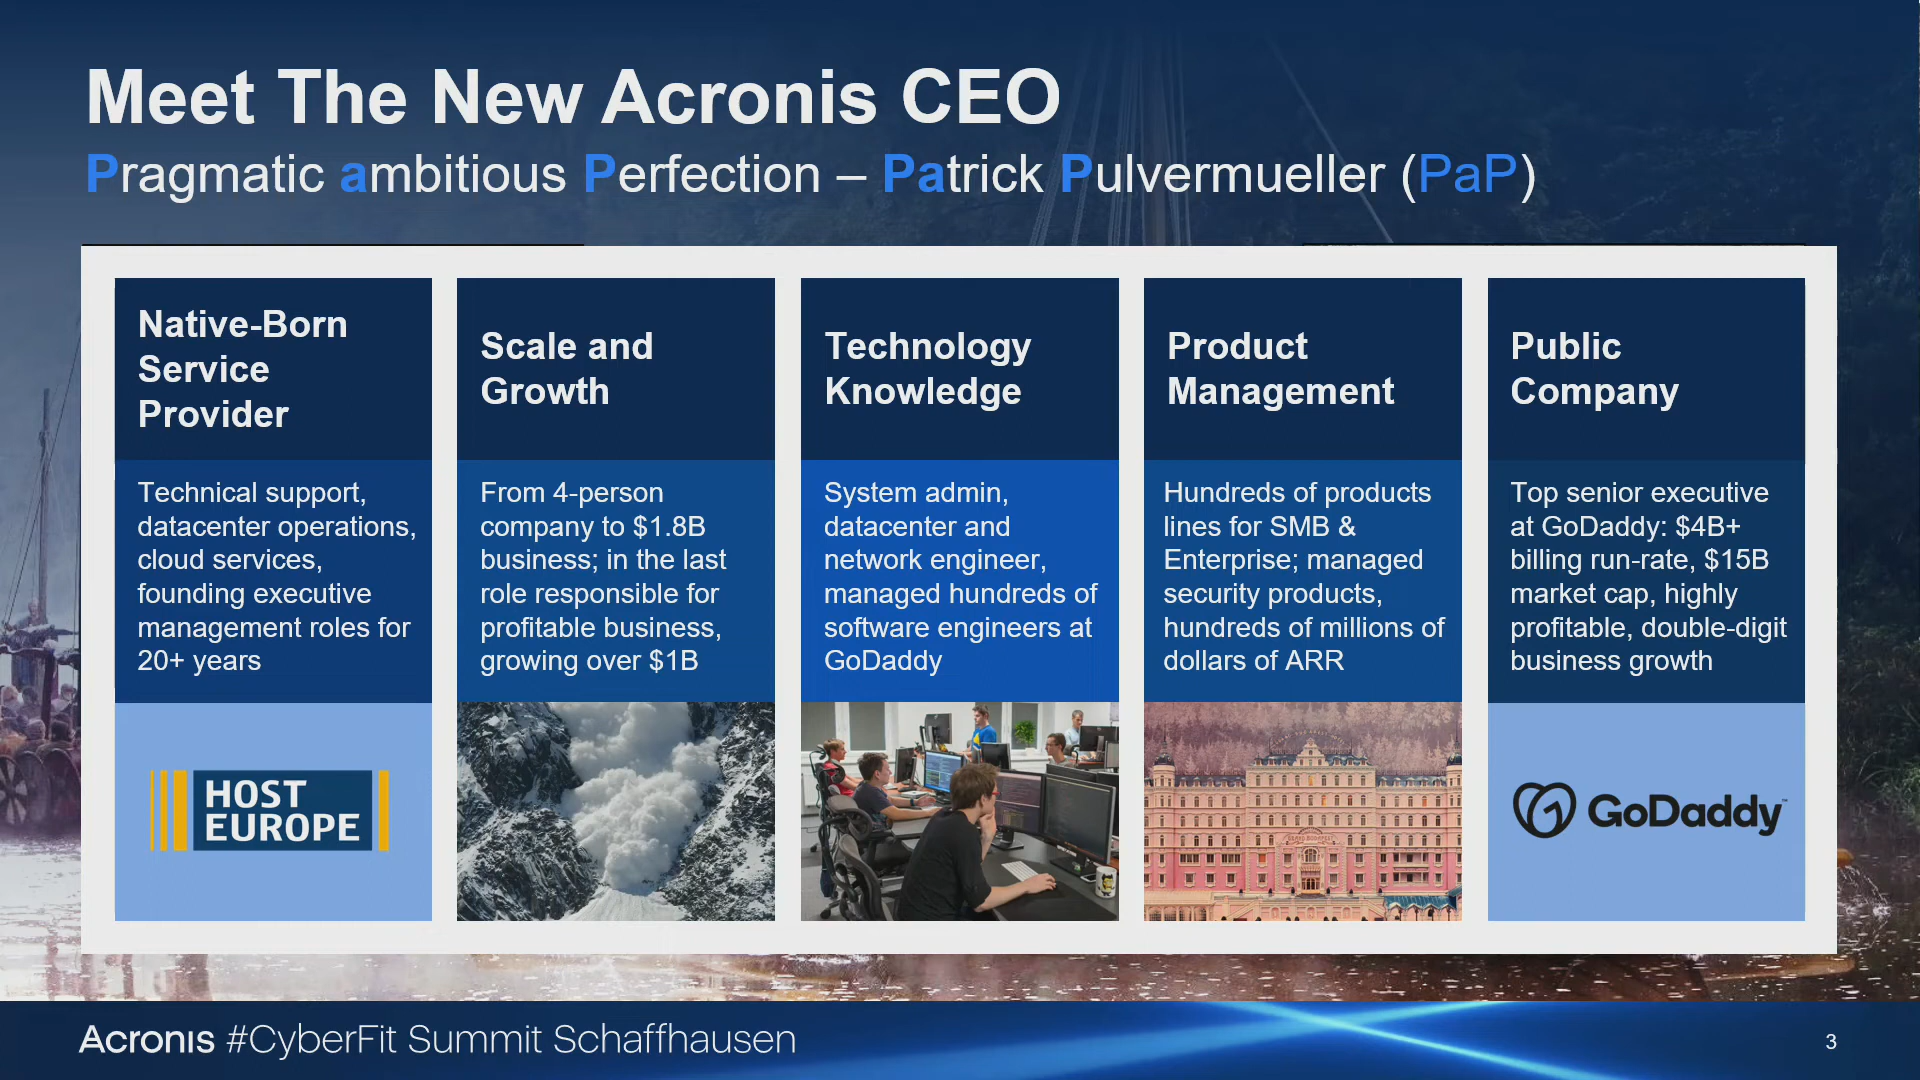 Meet The New Acronis CEO
Pragmatic ambitious Perfection – Patrick Pulvermueller (PaP)
Native-Born
Service
Provider
Technical support,
datacenter operations,
cloud services,
founding executive
management roles for
20+ years
HOST
EUROPE
Scale and
Growth
From 4-person
company to $1.8B
business; in the last
role responsible for
profitable business,
growing over $1B
Technology
Knowledge
System admin,
datacenter and
network engineer,
managed hundreds of
software engineers at
GoDaddy
Product
Management
Hundreds of products
lines for SMB &
Enterprise; managed
security products,
hundreds of millions of
dollars of ARR
Public
Company
Top senior executive
at GoDaddy: $4B+
billing run-rate, $15B
market cap, highly
profitable, double-digit
business growth
GoDaddy™
Acronis #CyberFit Summit Schaffhausen
3